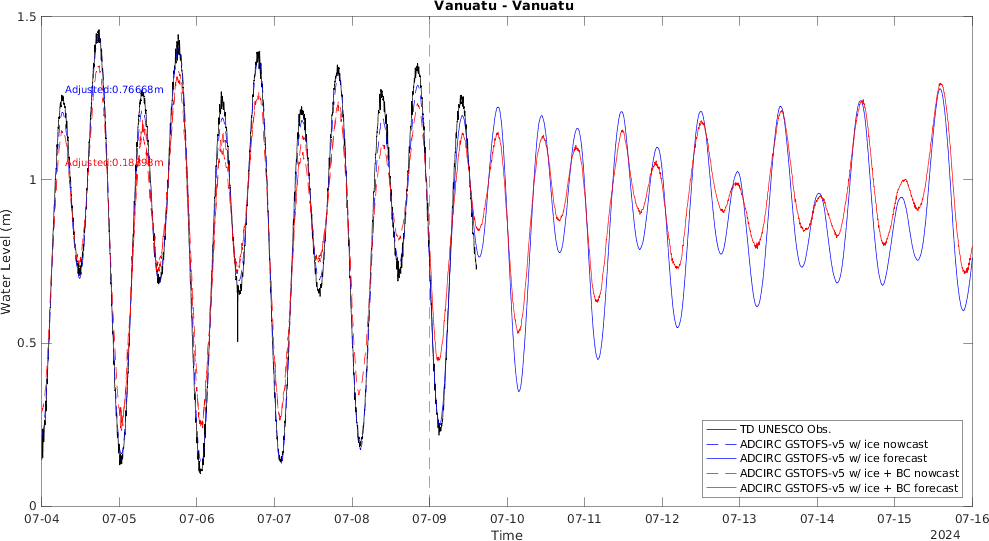 Vanuatu - Vanuatu
1.5
Adjusted:0.76668m
Adjusted:0.18398m
1
Water Level (m)
0.5
0
TD UNESCO Obs.
ADCIRC GSTOFS-v5 w/ ice nowcast
ADCIRC GSTOFS-v5 w/ ice forecast
ADCIRC GSTOFS-v5 w/ ice + BC nowcast
ADCIRC GSTOFS-v5 w/ ice + BC forecast
07-04 07-05 07-06 07-07 07-08 07-09 07-10 07-11 07-12 07-13 07-14 07-15 07-16
Time
2024